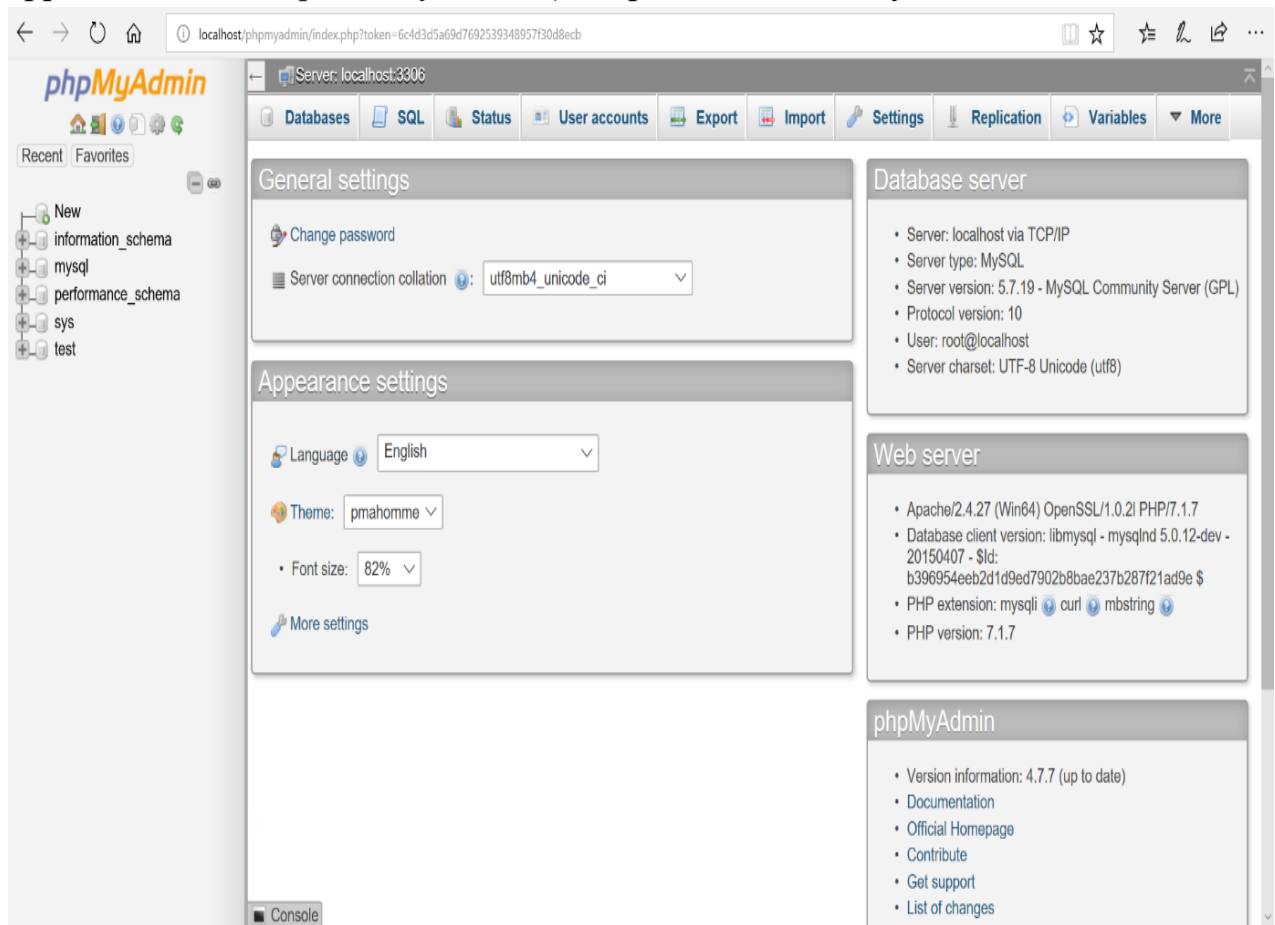 localhost/phpmyadmin/index.php?token=6c4d3d5a69d7692539348957f30d8ecb
phpMyAdmin
Recent Favorites
New
information_schema
mysql
performance_schema
sys
test
Server: localhost:3306
Databases SQL Status User accounts Export Import Settings Replication Variables More
General settings
Change password
Server connection collation : utf8mb4_unicode_ci
Appearance settings
Language English
Theme: pmahomme
• Font size: 82%
More settings
Database server
• Server: localhost via TCP/IP
• Server type: MySQL
• Server version: 5.7.19 - MySQL Community Server (GPL)
• Protocol version: 10
• User: root@localhost
• Server charset: UTF-8 Unicode (utf8)
Web server
• Apache/2.4.27 (Win64) OpenSSL/1.0.2l PHP/7.1.7
• Database client version: libmysql - mysqlnd 5.0.12-dev -
20150407 - $Id:
b396954eeb2d1d9ed7902b8bae237b287f21ad9e $
• PHP extension: mysqli curl mbstring
• PHP version: 7.1.7
phpMyAdmin
• Version information: 4.7.7 (up to date)
• Documentation
• Official Homepage
• Contribute
• Get support
• List of changes
Console